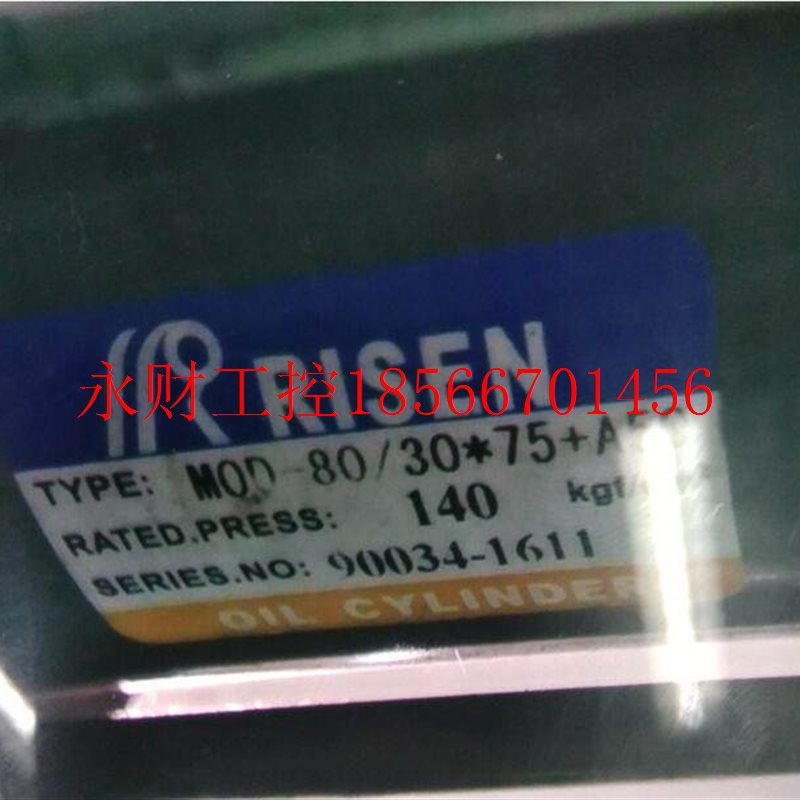 RISEN
永财工控18566701456
TYPE: MOD-80/30*75+A
RATED.PRESS: 140
SERIES.NO: 90034-1611
OIL CYLINDER